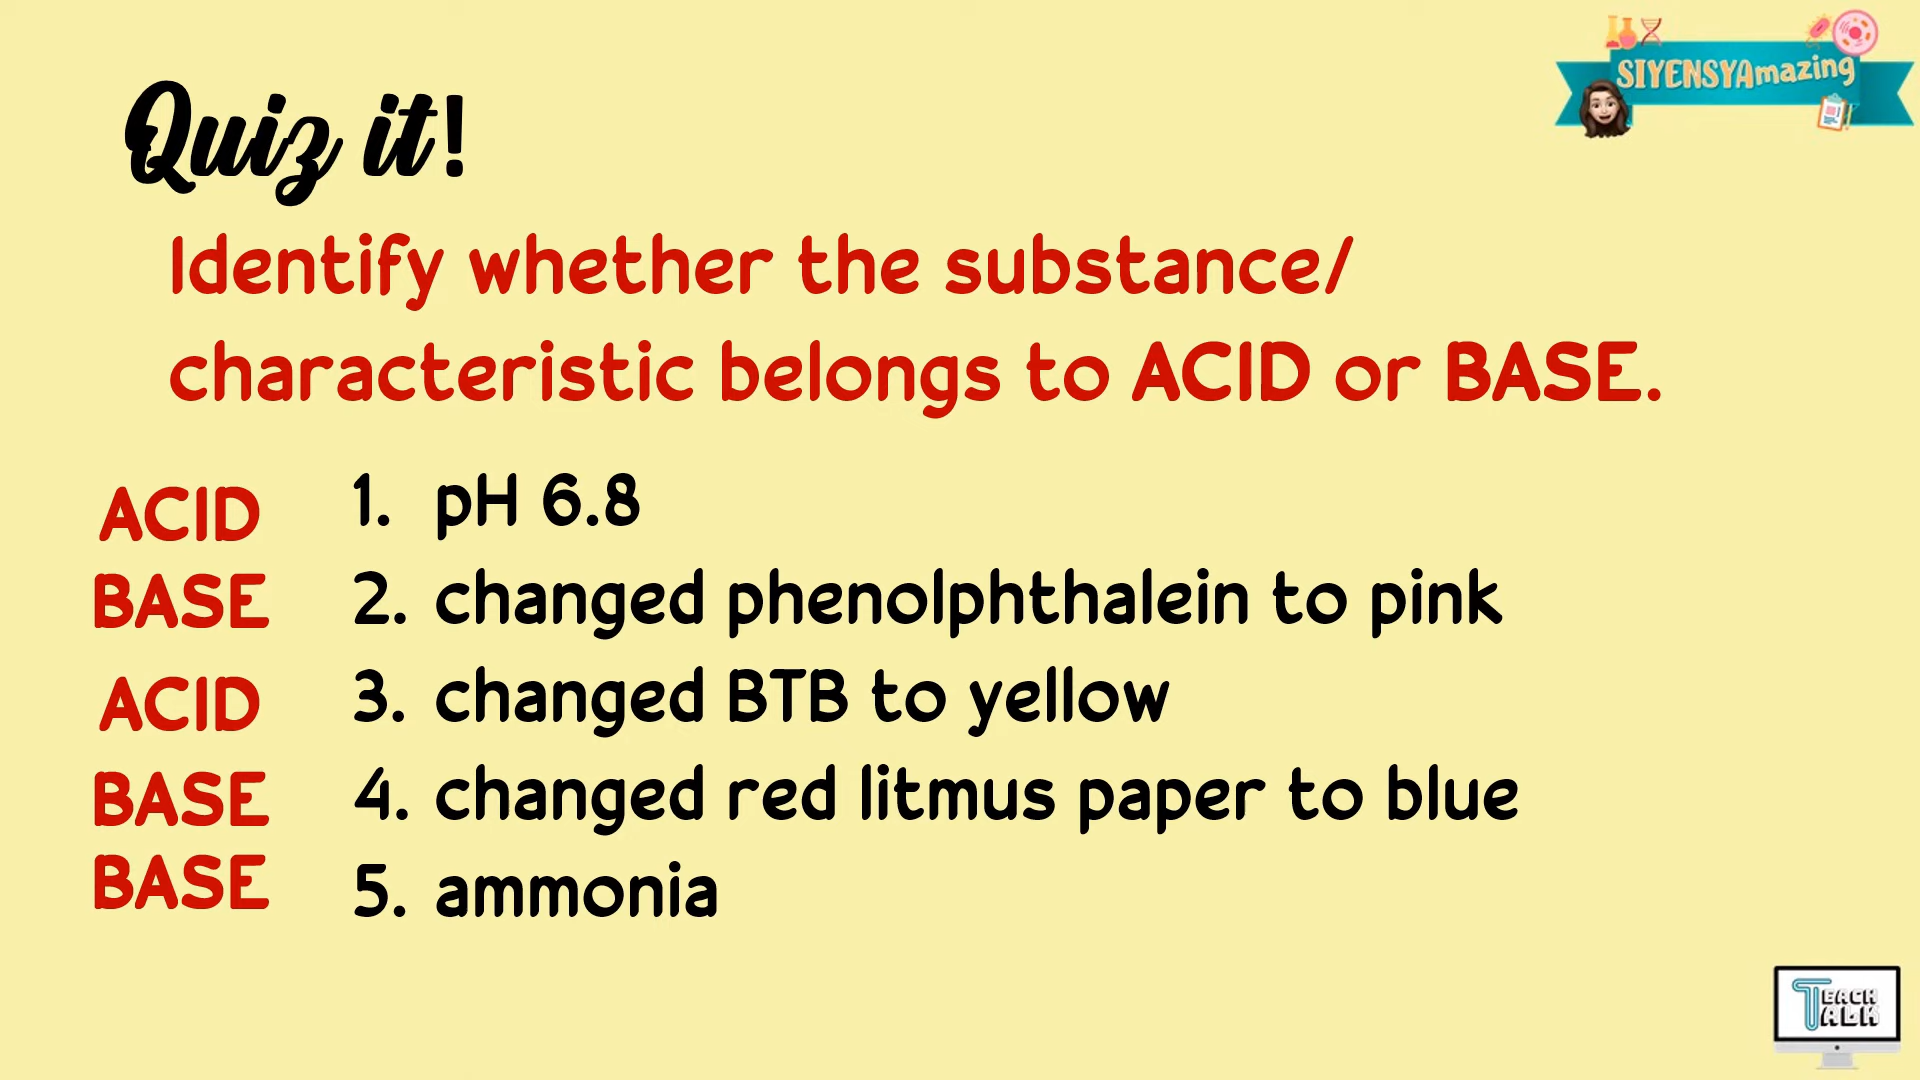 SIYENSYAmazing
Quiz it!
Identify whether the substance/
characteristic belongs to ACID or BASE.
ACID 1. pH 6.8
BASE 2. changed phenolphthalein to pink
ACID 3. changed BTB to yellow
BASE 4. changed red litmus paper to blue
BASE 5. ammonia
TEACH
TALK